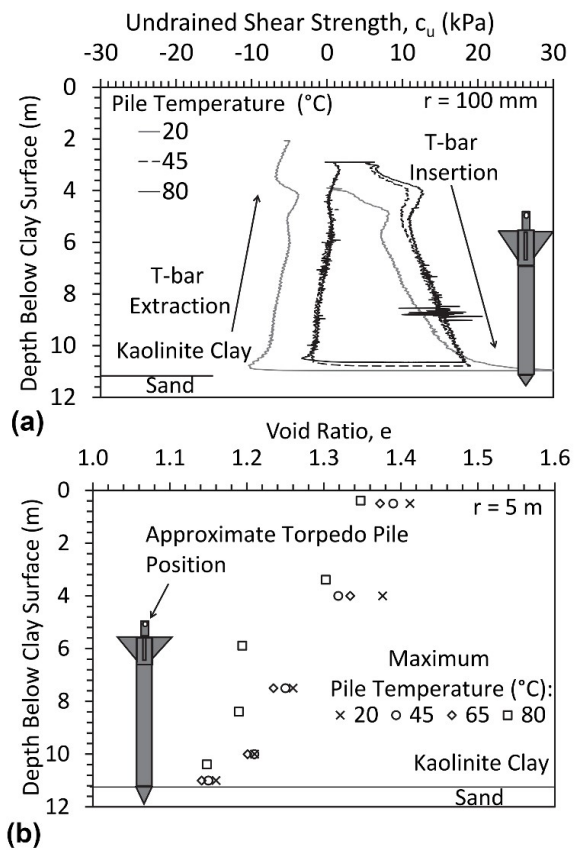 Undrained Shear Strength, cu (kPa)
-30 -20 -10 0 10 20 30
Depth Below Clay Surface (m)
0
2
4
6
8
10
12
Pile Temperature (°C)
20
45
80
r = 100 mm
T-bar
Insertion
T-bar
Extraction
Kaolinite Clay
Sand
(a)
Void Ratio, e
1.0 1.1 1.2 1.3 1.4 1.5 1.6
Depth Below Clay Surface (m)
0
2
4
6
8
10
12
r = 5 m
Approximate Torpedo Pile
Position
Maximum
Pile Temperature (°C):
× 20 ○ 45 ◇ 65 □ 80
Kaolinite Clay
Sand
(b)